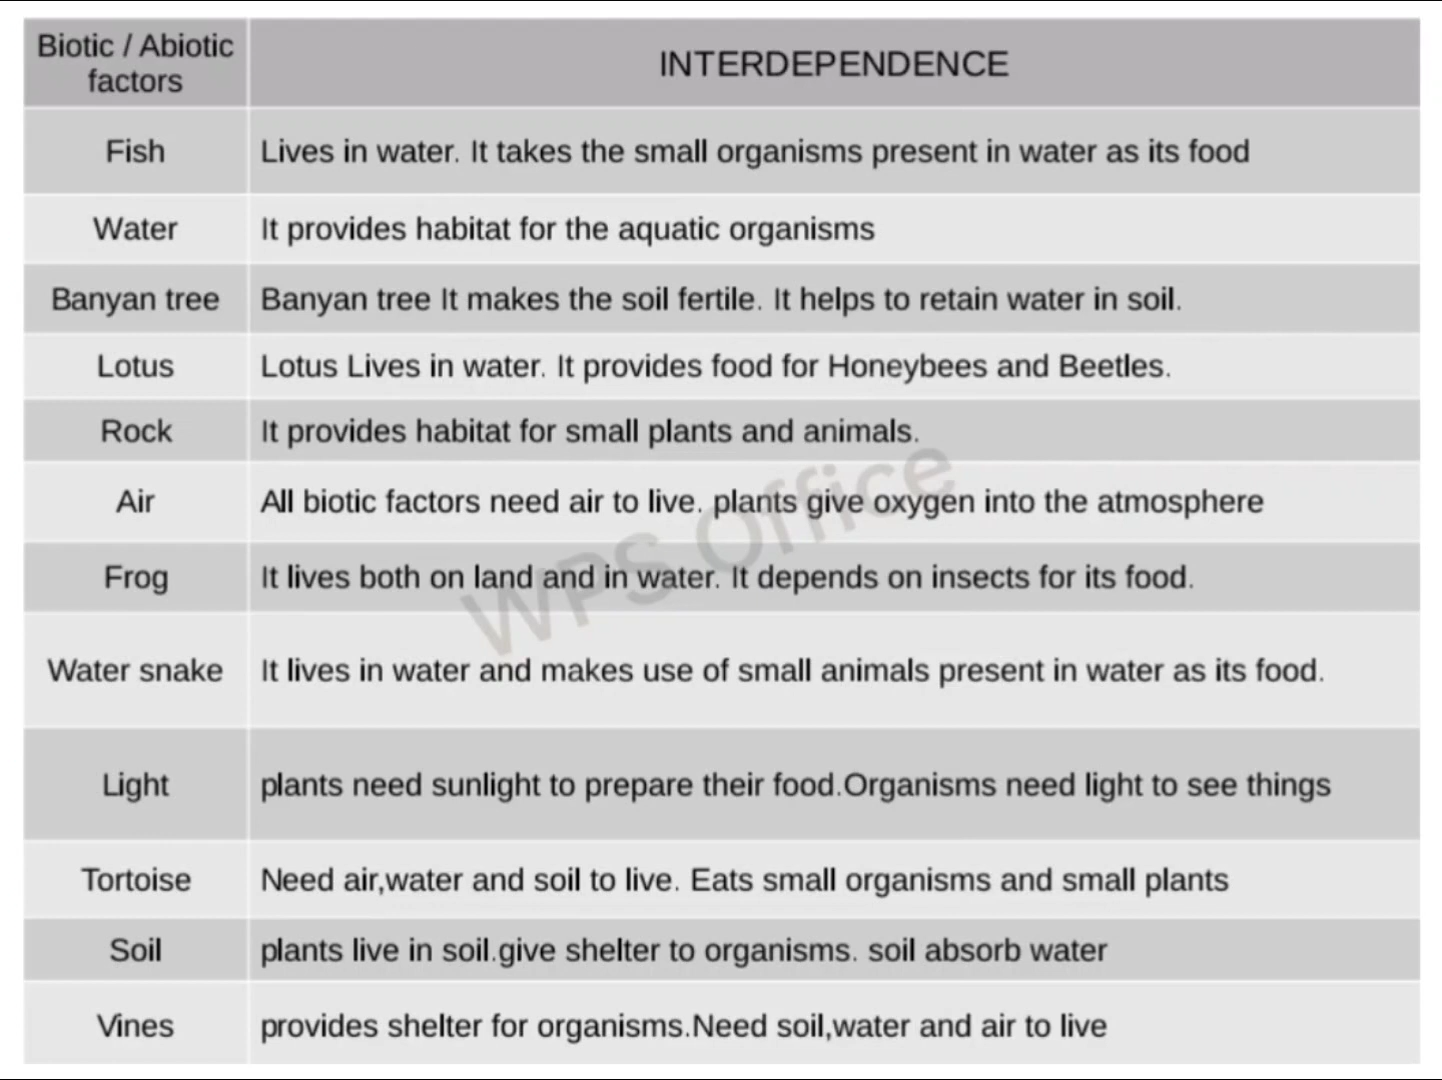 Biotic / Abiotic
factors
INTERDEPENDENCE
Fish
Lives in water. It takes the small organisms present in water as its food
Water
It provides habitat for the aquatic organisms
Banyan tree
Banyan tree It makes the soil fertile. It helps to retain water in soil.
Lotus
Lotus Lives in water. It provides food for Honeybees and Beetles.
Rock
It provides habitat for small plants and animals.
Air
All biotic factors need air to live. plants give oxygen into the atmosphere
Frog
It lives both on land and in water. It depends on insects for its food.
Water snake
It lives in water and makes use of small animals present in water as its food.
Light
plants need sunlight to prepare their food.Organisms need light to see things
Tortoise
Need air,water and soil to live. Eats small organisms and small plants
Soil
plants live in soil.give shelter to organisms. soil absorb water
Vines
provides shelter for organisms.Need soil,water and air to live
WPS Office